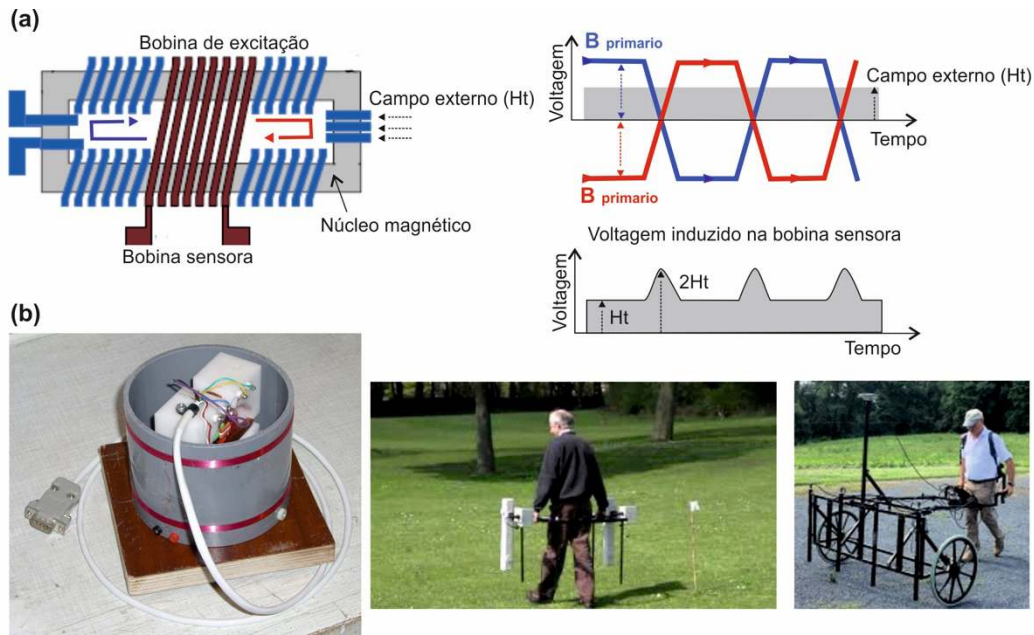 (a)
Bobina de excitação
Campo externo (Ht)
Núcleo magnético
Bobina sensora
Voltagem
B primario
Campo externo (Ht)
Tempo
B primario
Voltagem induzido na bobina sensora
Voltagem
2Ht
Ht
Tempo
(b)